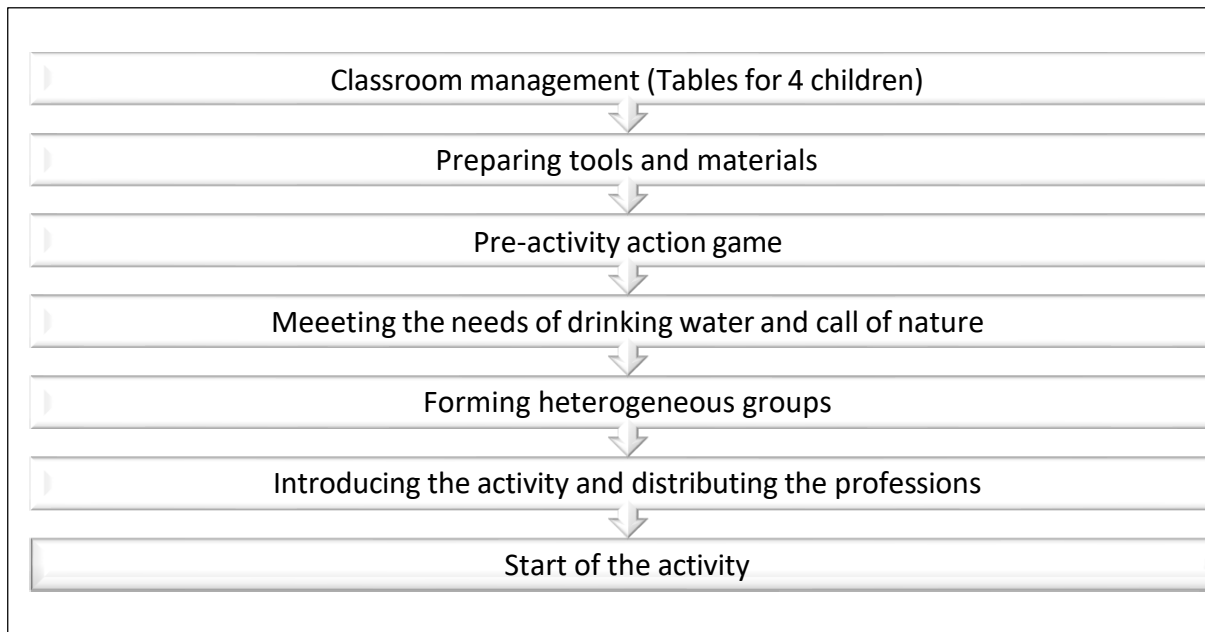 Classroom management (Tables for 4 children)
Preparing tools and materials
Pre-activity action game
Meeeting the needs of drinking water and call of nature
Forming heterogeneous groups
Introducing the activity and distributing the professions
Start of the activity